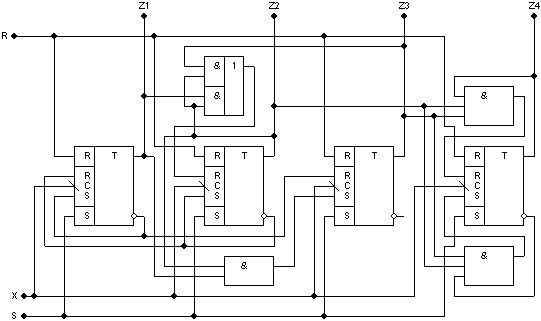 Z1 Z2 Z3 Z4
R
& 1
&
&
R T R T R T R T
R R R R
C C C C
S S S S
S S S S
&
&
X
S